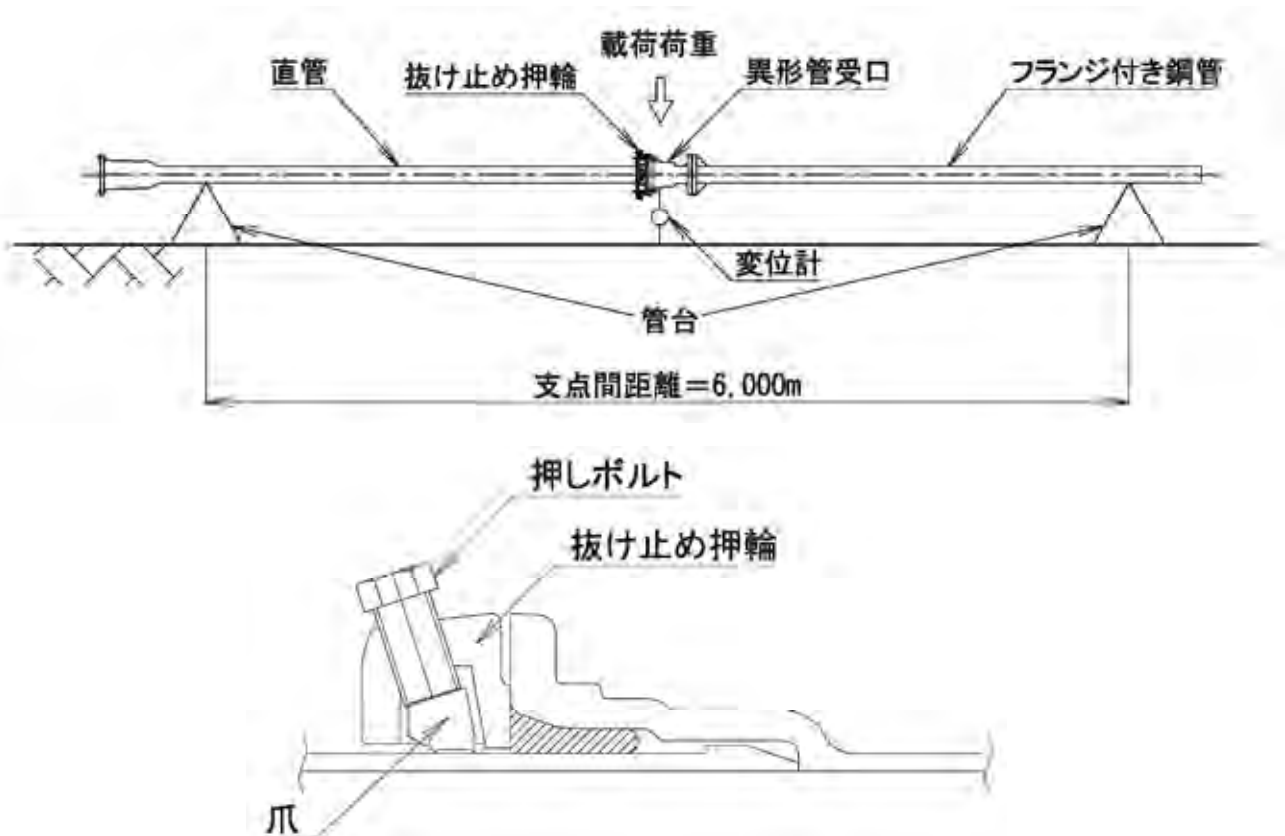 載荷荷重
直管
抜け止め押輪
異形管受口
フランジ付き鋼管
変位計
管台
支点間距離=6,000m
押しボルト
抜け止め押輪
爪